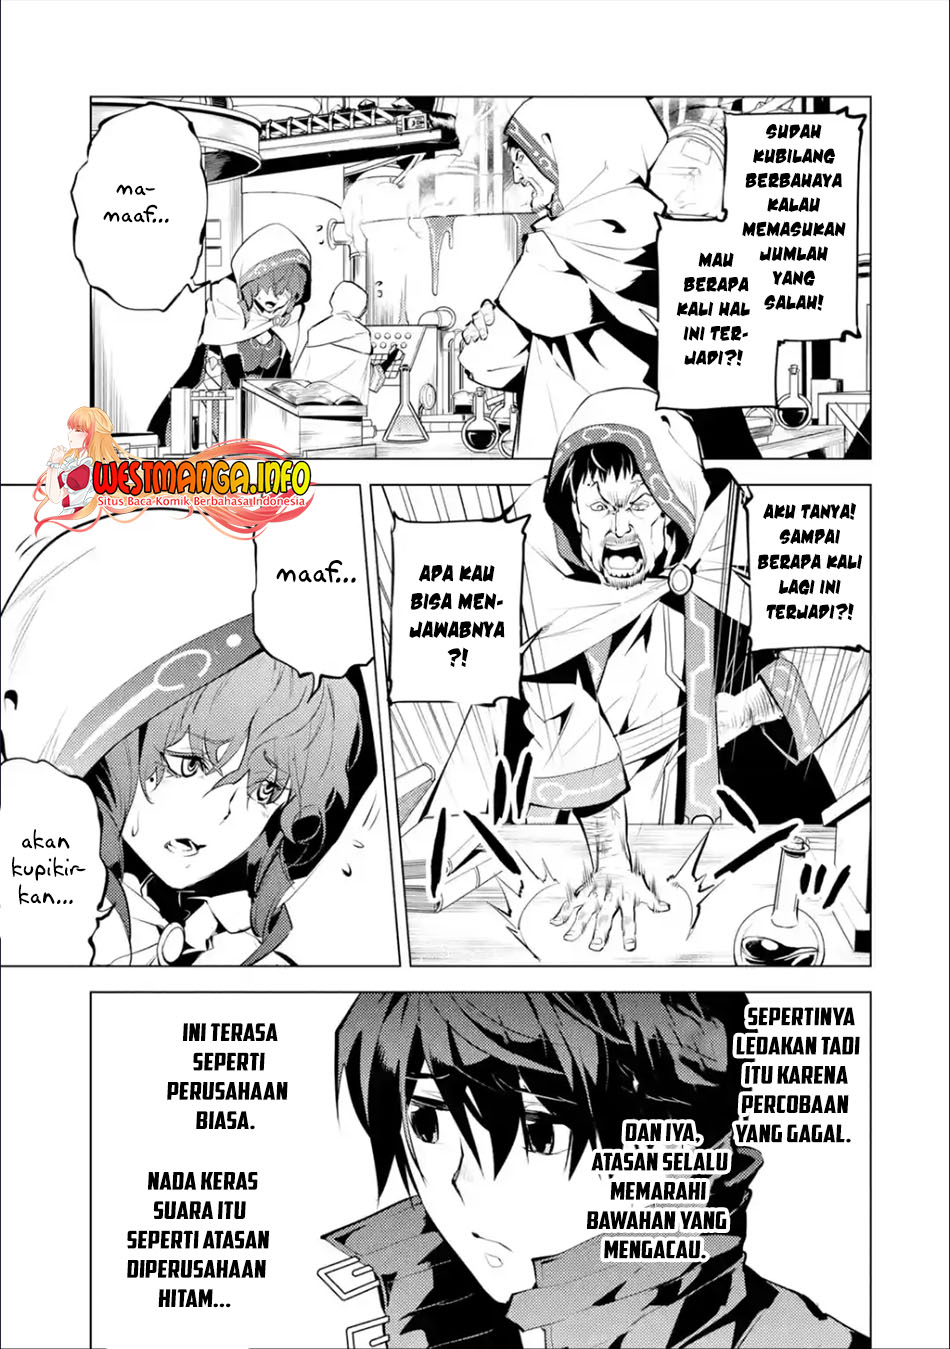 SUDAH
KUBILANG
BERBAHAYA
KALAU
MEMASUKAN
JUMLAH
YANG
SALAH!
MAU
BERAPA
KALI HAL
INI TER-
JADI?!
ma-
maaf...
WESTMANGA.INFO
Situs Baca Komik Berbahasa Indonesia
AKU TANYA!
SAMPAI
BERAPA KALI
LAGI INI
TERJADI?!
APA KAU
BISA MEN-
JAWABNYA
?!
maaf...
akan
kupikir-
kan...
SEPERTINYA
LEDAKAN TADI
ITU KARENA
PERCOBAAN
YANG GAGAL.
DAN IYA,
ATASAN SELALU
MEMARAHI
BAWAHAN YANG
MENGACAU.
INI TERASA
SEPERTI
PERUSAHAAN
BIASA.
NADA KERAS
SUARA ITU
SEPERTI ATASAN
DIPERUSAHAAN
HITAM...